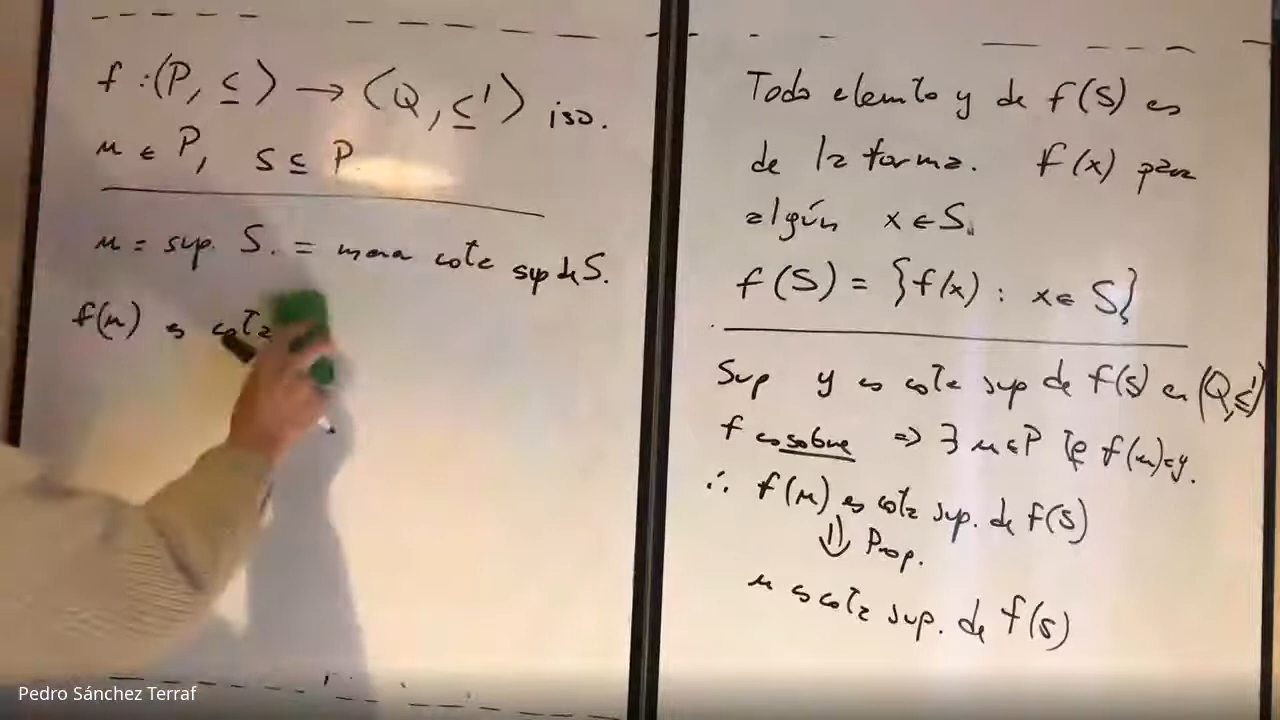 f : ⟨P, ≤⟩ → ⟨Q, ≤'⟩ iso.
u ∈ P, S ⊆ P
u = sup. S. = menor cota sup de S.
f(u) es cota
Todo elemento y de f(S) es
de la forma. f(x) para
algún x ∈ S.
f(S) = {f(x) : x ∈ S}
Sup y es cota sup de f(S) en ⟨Q, ≤'⟩
f es sobre ⇒ ∃ u ∈ P tq f(u) = y.
∴ f(u) es cota sup. de f(S)
⇓ Prop.
u es cota sup. de f(S)
Pedro Sánchez Terraf